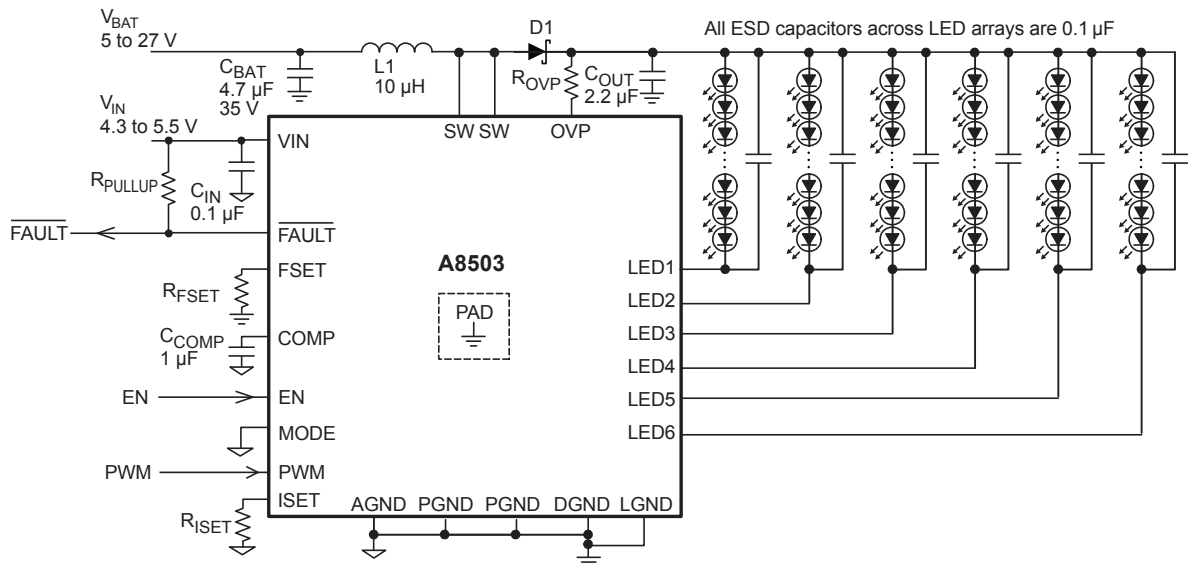 V_BAT
5 to 27 V
D1
All ESD capacitors across LED arrays are 0.1 µF
C_BAT
4.7 µF
35 V
L1
10 µH
R_OVP
C_OUT
2.2 µF
V_IN
4.3 to 5.5 V
SW SW OVP
VIN
R_PULLUP
C_IN
0.1 µF
FAULT
FAULT
A8503
PAD
FSET
R_FSET
COMP
C_COMP
1 µF
EN
EN
MODE
PWM
PWM
ISET
R_ISET
LED1
LED2
LED3
LED4
LED5
LED6
AGND PGND PGND DGND LGND